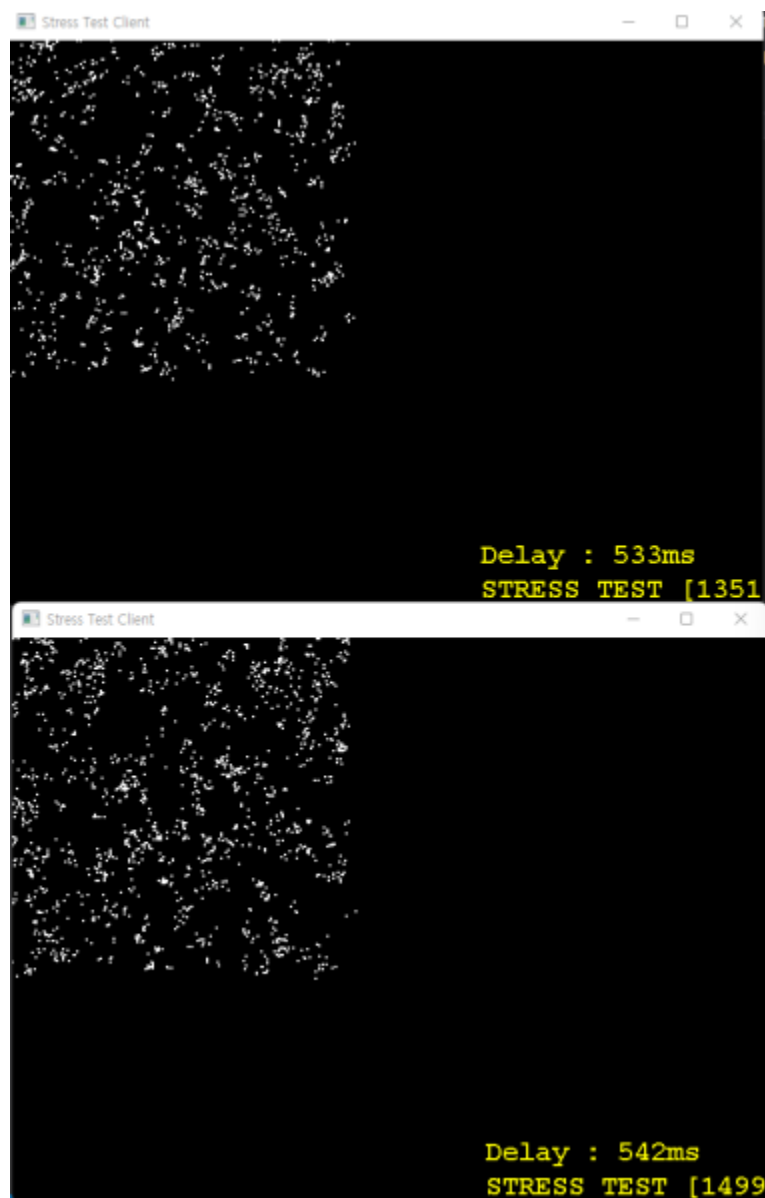 Stress Test Client
Delay : 533ms
STRESS TEST [1351
Stress Test Client
Delay : 542ms
STRESS TEST [1499